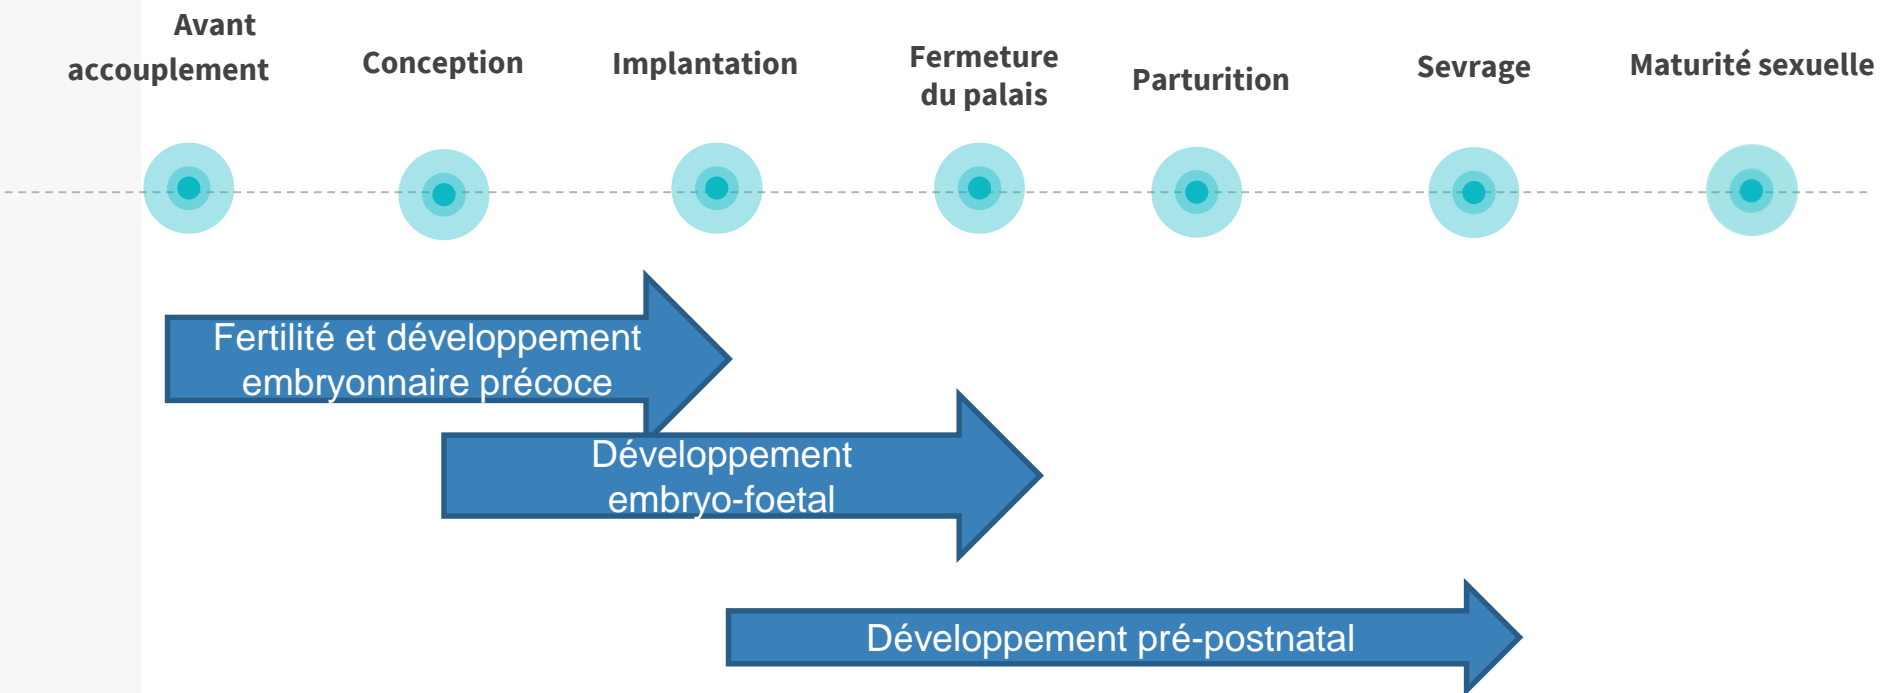 Avant
accouplement
Conception
Implantation
Fermeture
du palais
Parturition
Sevrage
Maturité sexuelle
Fertilité et développement
embryonnaire précoce
Développement
embryo-foetal
Développement pré-postnatal